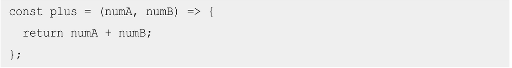 const plus = (numA, numB) => {
  return numA + numB;
};